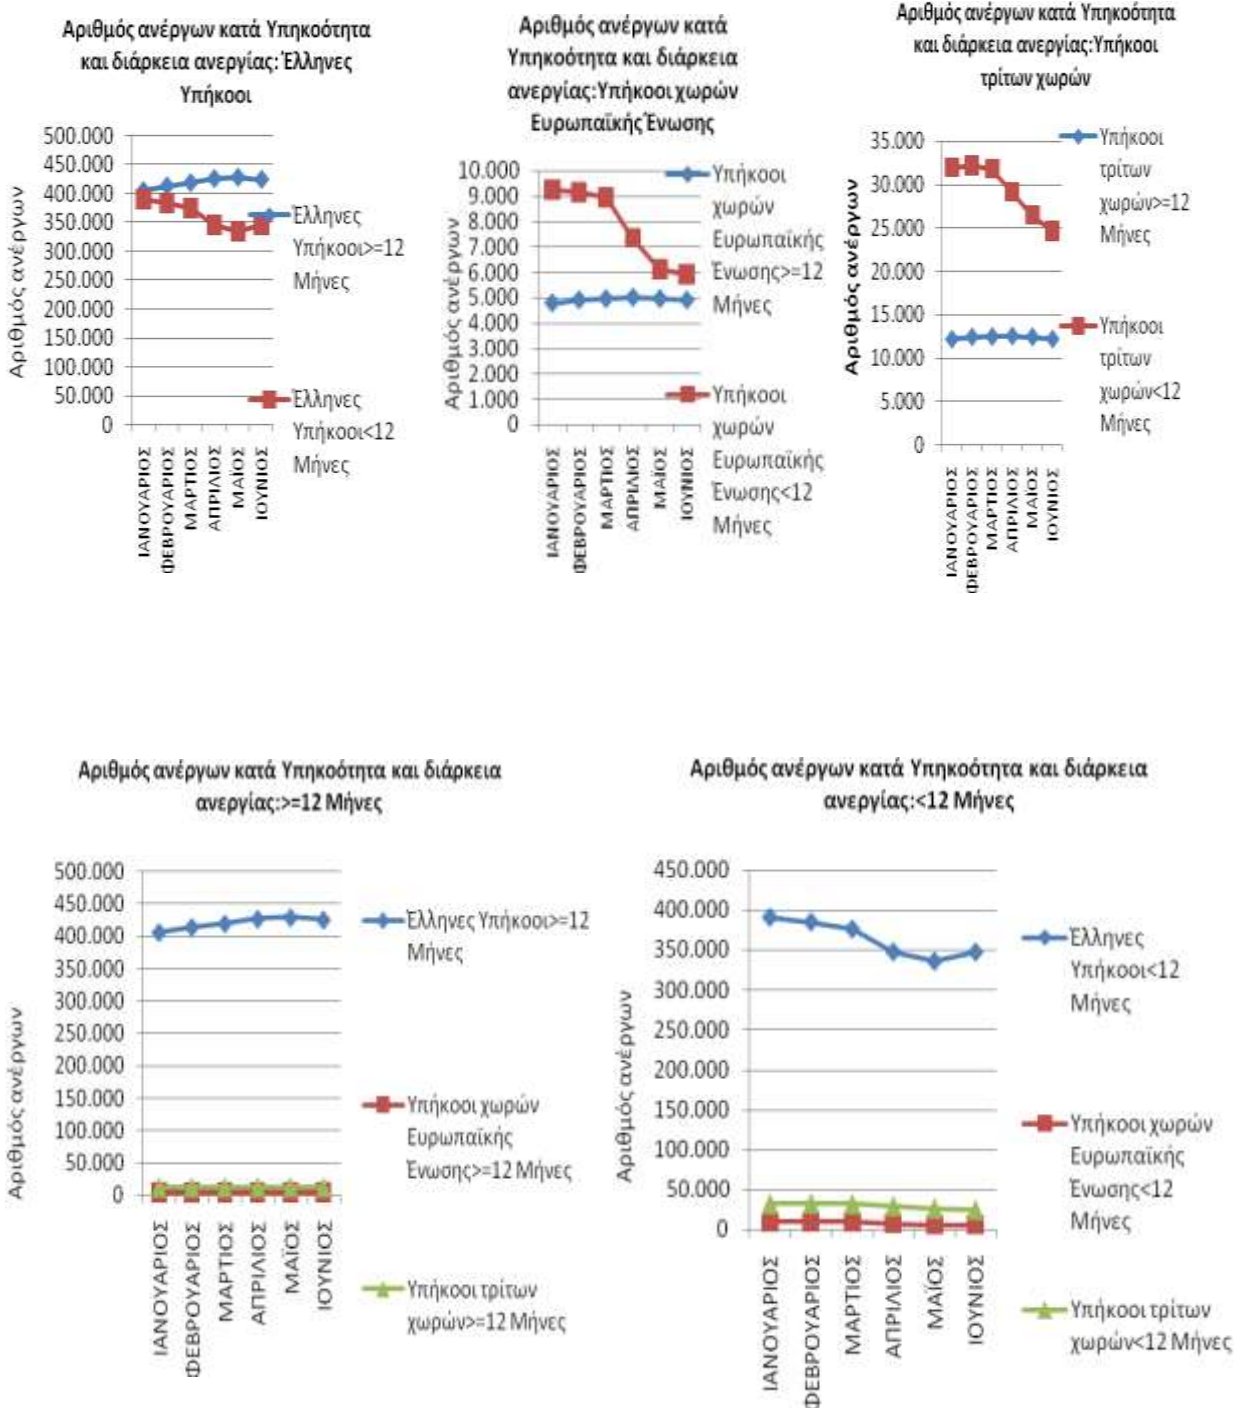 Αριθμός ανέργων κατά Υπηκοότητα
και διάρκεια ανεργίας: Έλληνες
Υπήκοοι
Αριθμός ανέργων
500.000
450.000
400.000
350.000
300.000
250.000
200.000
150.000
100.000
50.000
0
ΙΑΝΟΥΑΡΙΟΣ
ΦΕΒΡΟΥΑΡΙΟΣ
ΜΑΡΤΙΟΣ
ΑΠΡΙΛΙΟΣ
ΜΑΪΟΣ
ΙΟΥΝΙΟΣ
Έλληνες
Υπήκοοι>=12
Μήνες
Έλληνες
Υπήκοοι<12
Μήνες
Αριθμός ανέργων κατά
Υπηκοότητα και διάρκεια
ανεργίας:Υπήκοοι χωρών
Ευρωπαϊκής Ένωσης
Αριθμός ανέργων
10.000
9.000
8.000
7.000
6.000
5.000
4.000
3.000
2.000
1.000
0
ΙΑΝΟΥΑΡΙΟΣ
ΦΕΒΡΟΥΑΡΙΟΣ
ΜΑΡΤΙΟΣ
ΑΠΡΙΛΙΟΣ
ΜΑΪΟΣ
ΙΟΥΝΙΟΣ
Υπήκοοι
χωρών
Ευρωπαϊκής
Ένωσης>=12
Μήνες
Υπήκοοι
χωρών
Ευρωπαϊκής
Ένωσης<12
Μήνες
Αριθμός ανέργων κατά Υπηκοότητα
και διάρκεια ανεργίας:Υπήκοοι
τρίτων χωρών
Αριθμός ανέργων
35.000
30.000
25.000
20.000
15.000
10.000
5.000
0
ΙΑΝΟΥΑΡΙΟΣ
ΦΕΒΡΟΥΑΡΙΟΣ
ΜΑΡΤΙΟΣ
ΑΠΡΙΛΙΟΣ
ΜΑΪΟΣ
ΙΟΥΝΙΟΣ
Υπήκοοι
τρίτων
χωρών>=12
Μήνες
Υπήκοοι
τρίτων
χωρών<12
Μήνες
Αριθμός ανέργων κατά Υπηκοότητα και διάρκεια
ανεργίας:>=12 Μήνες
Αριθμός ανέργων
500.000
450.000
400.000
350.000
300.000
250.000
200.000
150.000
100.000
50.000
0
ΙΑΝΟΥΑΡΙΟΣ
ΦΕΒΡΟΥΑΡΙΟΣ
ΜΑΡΤΙΟΣ
ΑΠΡΙΛΙΟΣ
ΜΑΪΟΣ
ΙΟΥΝΙΟΣ
Έλληνες Υπήκοοι>=12
Μήνες
Υπήκοοι χωρών
Ευρωπαϊκής
Ένωσης>=12 Μήνες
Υπήκοοι τρίτων
χωρών>=12 Μήνες
Αριθμός ανέργων κατά Υπηκοότητα και διάρκεια
ανεργίας:<12 Μήνες
Αριθμός ανέργων
450.000
400.000
350.000
300.000
250.000
200.000
150.000
100.000
50.000
0
ΙΑΝΟΥΑΡΙΟΣ
ΦΕΒΡΟΥΑΡΙΟΣ
ΜΑΡΤΙΟΣ
ΑΠΡΙΛΙΟΣ
ΜΑΪΟΣ
ΙΟΥΝΙΟΣ
Έλληνες
Υπήκοοι<12
Μήνες
Υπήκοοι χωρών
Ευρωπαϊκής
Ένωσης<12
Μήνες
Υπήκοοι τρίτων
χωρών<12 Μήνες